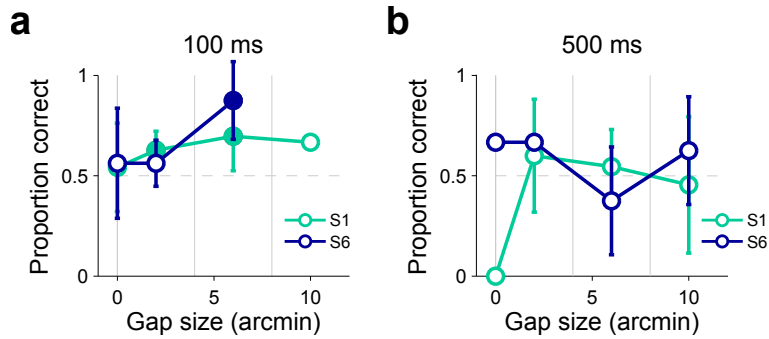 a
100 ms
Proportion correct
1
0.5
0
0
5
10
Gap size (arcmin)
S1
S6
b
500 ms
Proportion correct
1
0.5
0
0
5
10
Gap size (arcmin)
S1
S6